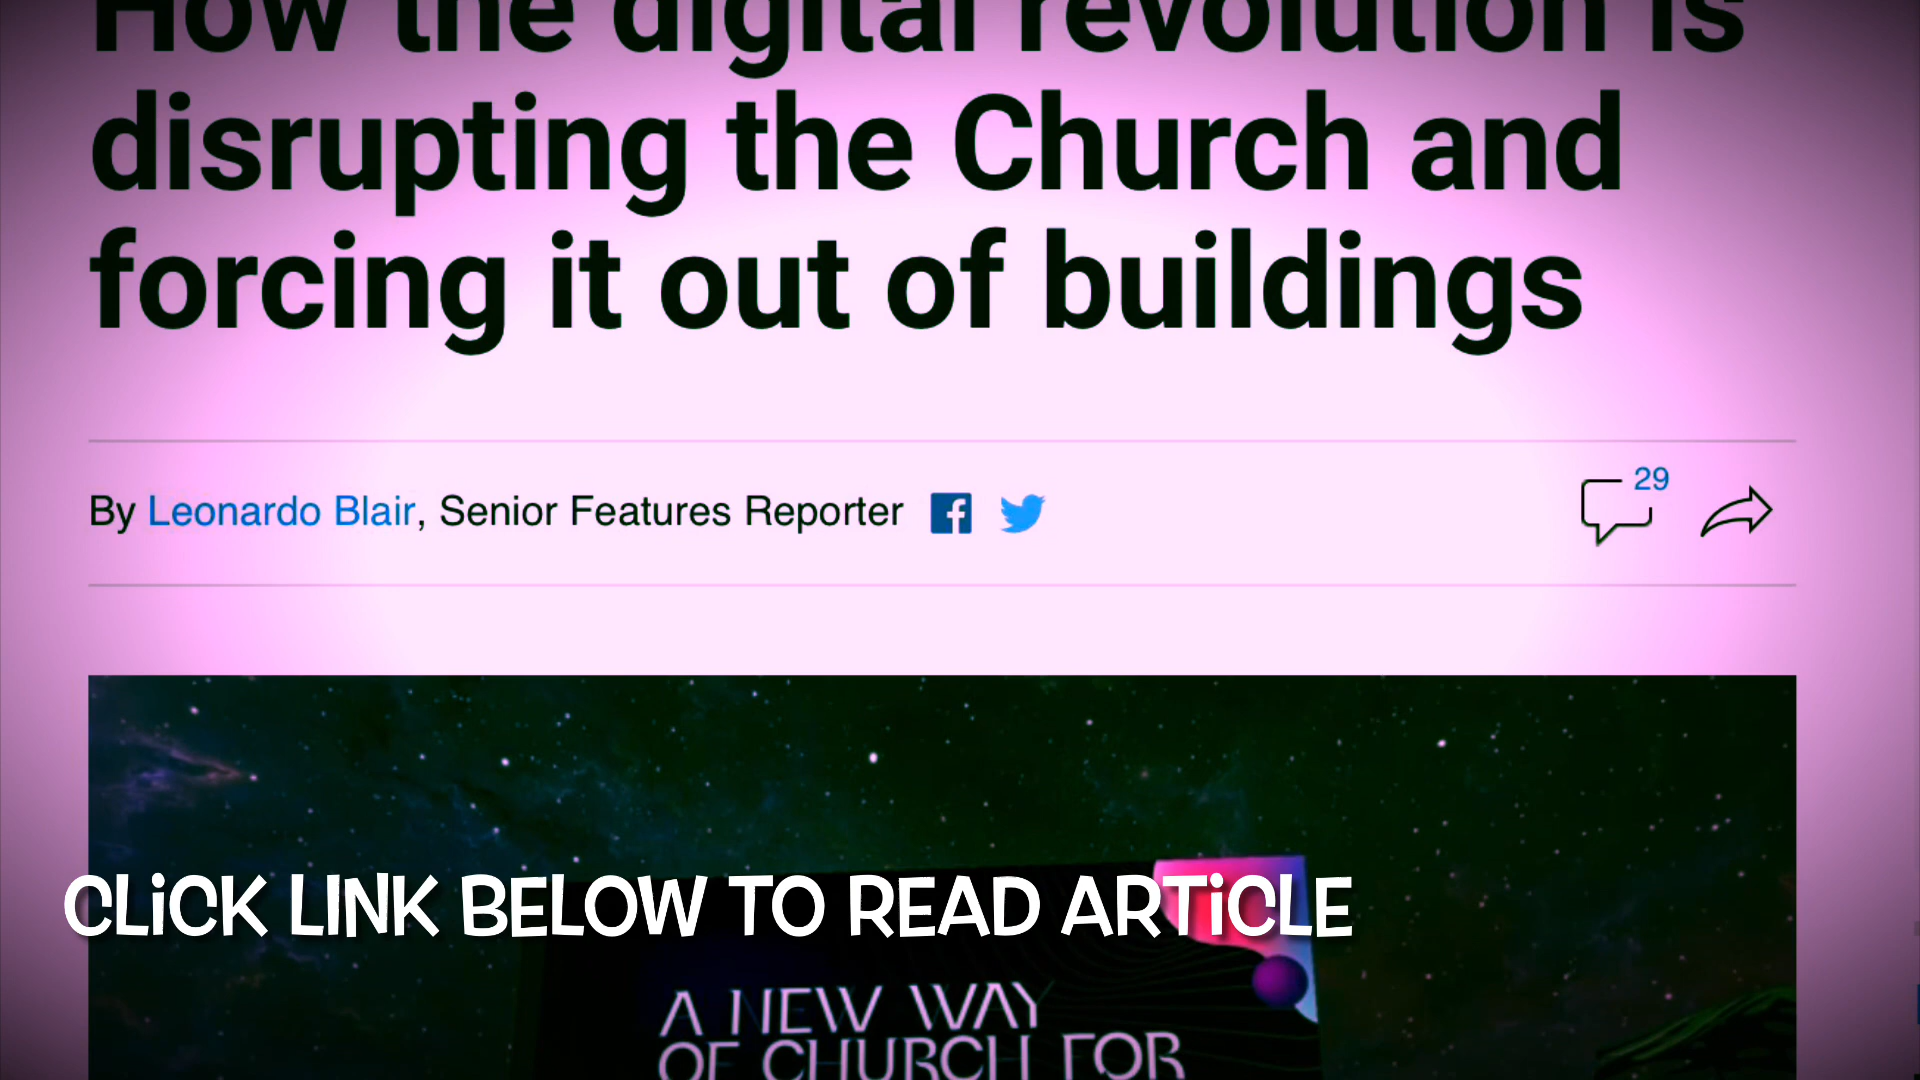 How the digital revolution is
disrupting the Church and
forcing it out of buildings
By Leonardo Blair, Senior Features Reporter
29
CLiCK LINK BELOW TO READ ARTiCLE
A NEW WAY
OF CHURCH FOR